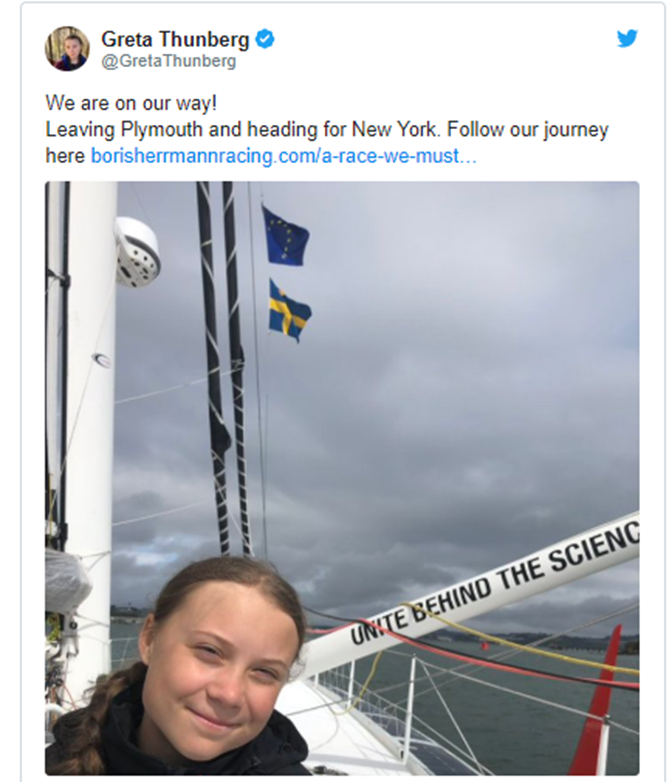 Greta Thunberg
@GretaThunberg
We are on our way!
Leaving Plymouth and heading for New York. Follow our journey
here borisherrmannracing.com/a-race-we-must…
UNITE BEHIND THE SCIENC